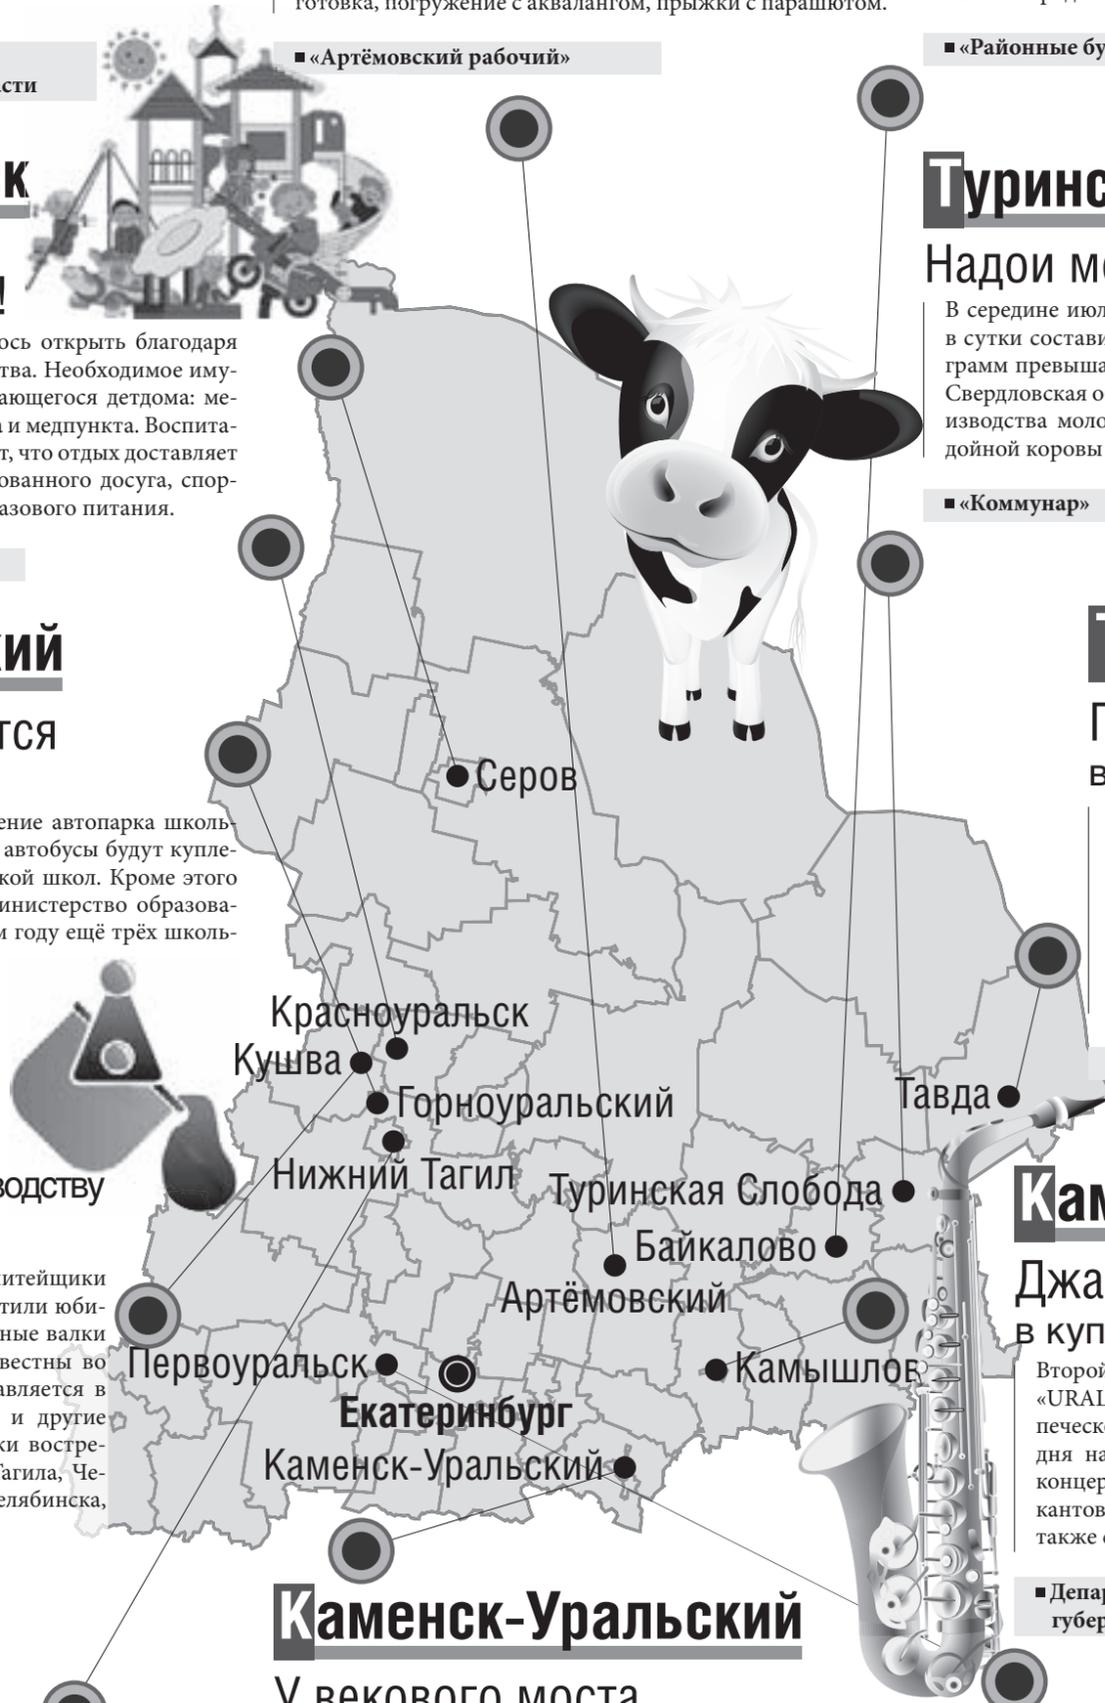 готовка, погружение с аквалангом, прыжки с парашютом.
«Артёмовский рабочий»
«Районные бу
сти
к
!
ось открыть благодаря
тва. Необходимое иму-
ающегося детдома: ме-
а и медпункта. Воспита-
т, что отдых доставляет
ованного досуга, спор-
азового питания.
Туринс
Надои м
В середине июл
в сутки состави
грамм превыша
Свердловская о
изводства моло
дойной коровы
«Коммунар»
кий
тся
ение автопарка школь-
автобусы будут купле-
кой школ. Кроме этого
инистерство образова-
м году ещё трёх школь-
в
Серов
Красноуральск
Кушва
Горноуральский
Нижний Тагил
Тавда
Туринская Слобода
Байкалово
Артёмовский
Первоуральск
Екатеринбург
Камышлов
Каменск-Уральский
водству
итейщики
тили юби-
ные валки
вестны во
авляется в
и другие
ки востре-
Тагила, Че-
елябинска,
Кам
Джа
в куп
Второй
«URAL
печеск
дня на
концер
кантов
также
Депар
губер
Каменск-Уральский
У векового моста